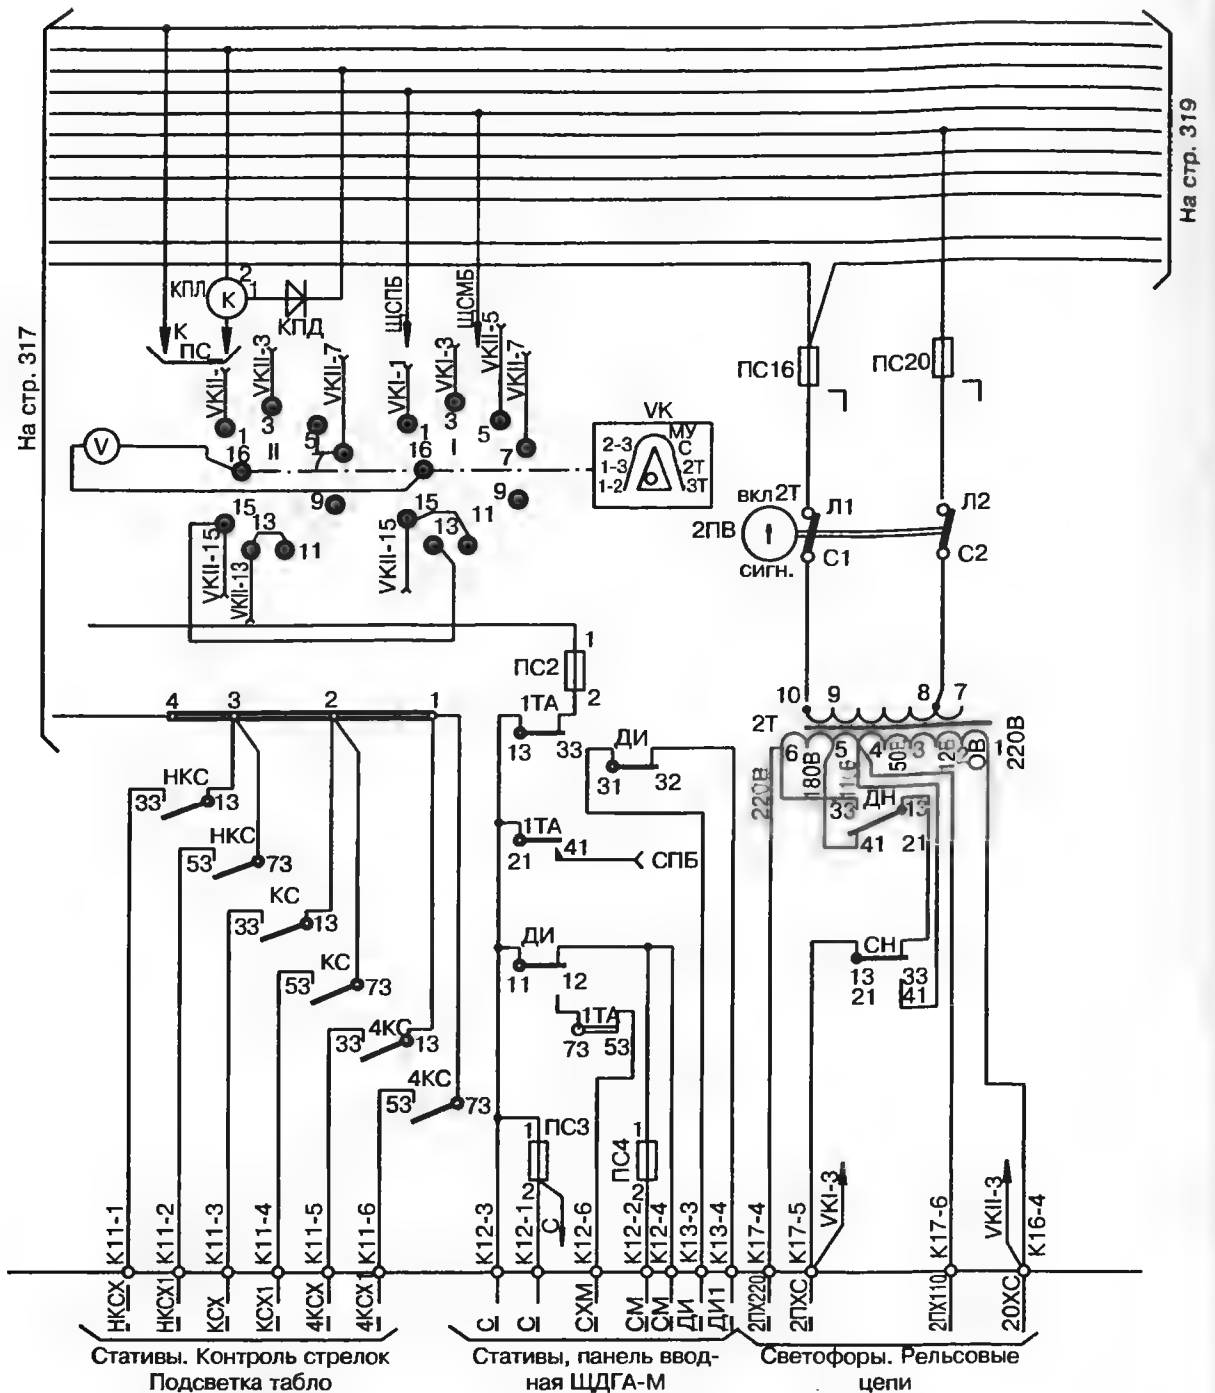 На стр. 317
На стр. 319
КПЛ
К
2
1
КПД
К
ПС
ЩСПБ
ЩСМБ
VKII-3
VKII-7
VKI-1
VKI-3
VKII-5
VKII-7
1
3
5
7
II
16
9
15
13
11
V
1
3
5
7
I
16
9
15
13
11
VKII-15
VKII-13
VKII-15
VK
МУ
2-3
С
1-3
2Т
1-2
3Т
ПС16
ПС20
вкл 2Т
2ПВ
сигн.
Л1
С1
Л2
С2
ПС2
1
2
1ТА
13
33
ДИ
31
32
1ТА
21
41
СПБ
ДИ
11
12
1ТА
73
53
ПС3
1
2
С
ПС4
1
2
4
3
2
1
НКС
33
13
НКС
53
73
КС
33
13
КС
53
73
4КС
33
13
4КС
53
73
10
9
8
7
2Т
6
5
4
3
1
220В
180В
50В
12В
0В
220В
ДН
33
13
41
21
СН
13
33
21
41
VKI-3
VKII-3
К11-1
К11-2
К11-3
К11-4
К11-5
К11-6
К12-3
К12-1
К12-6
К12-2
К12-4
К13-3
К13-4
К17-4
К17-5
К17-6
К16-4
НКСХ
НКСХ1
КСХ
КСХ1
4КСХ
4КСХ1
С
С
СХМ
СМ
СМ
ДИ
ДИ1
2ПХ220
2ПХС
2ПХ110
2ОХС
Стативы. Контроль стрелок
Подсветка табло
Стативы, панель ввод-
ная ЩДГА-М
Светофоры. Рельсовые
цепи